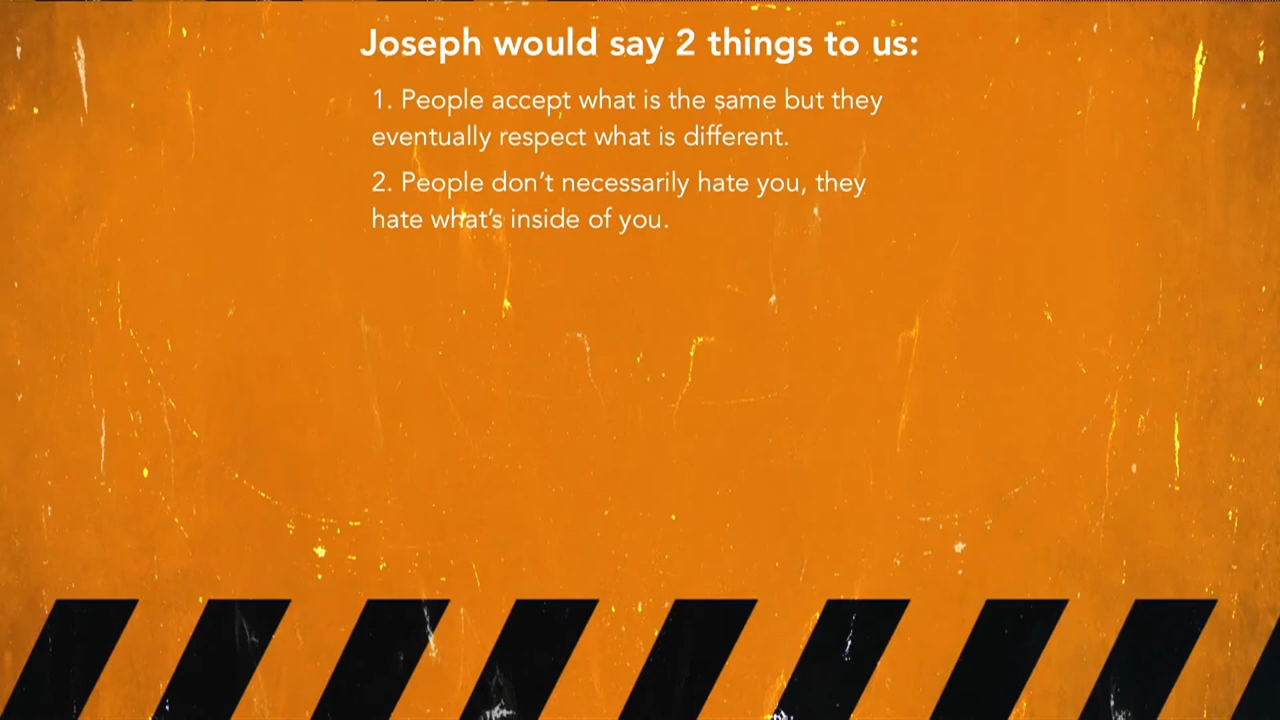 Joseph would say 2 things to us:
1. People accept what is the same but they
eventually respect what is different.
2. People don’t necessarily hate you, they
hate what’s inside of you.